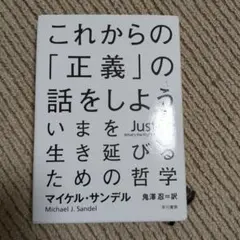 これからの
「正義」の
話をしよう
いまを
生き延びる
ための哲学
マイケル・サンデル
Michael J. Sandel
鬼澤 忍=訳
早川書房